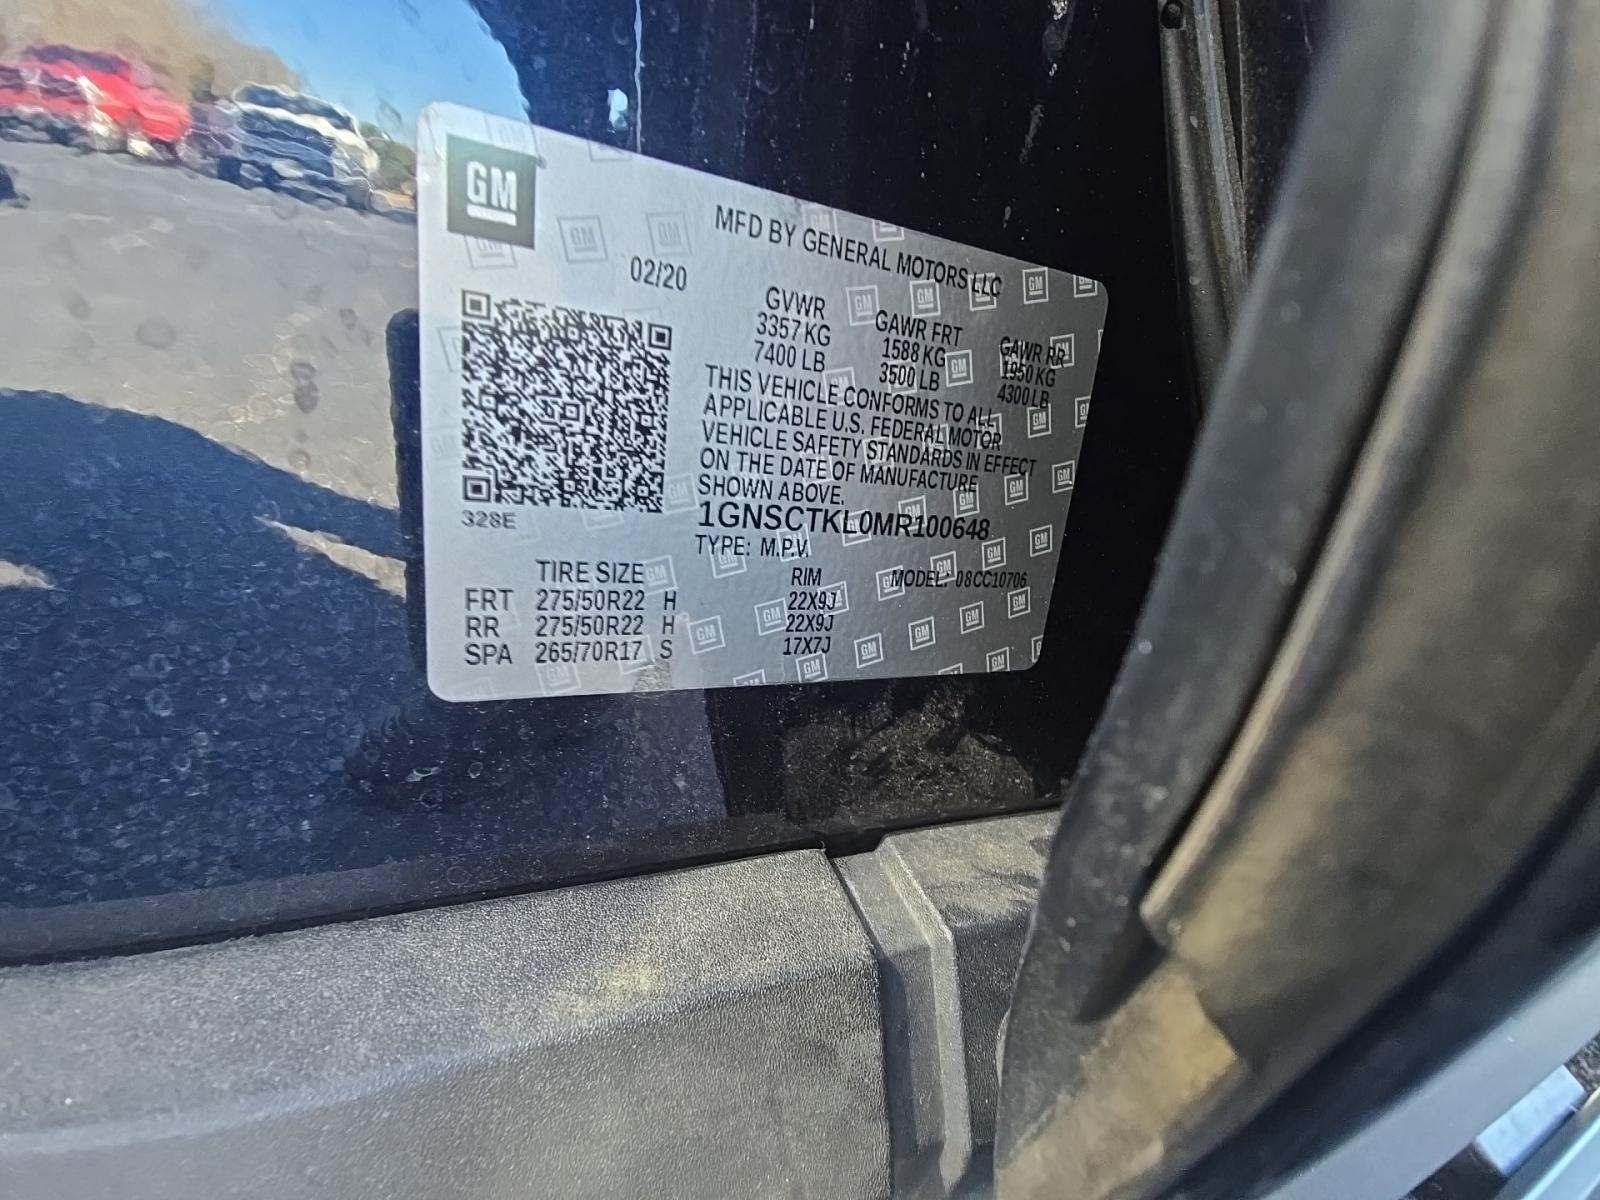 GM
MFD BY GENERAL MOTORS LLC
02/20
GVWR GAWR FRT GAWR RR
3357 KG 1588 KG 1950 KG
7400 LB 3500 LB 4300 LB
THIS VEHICLE CONFORMS TO ALL
APPLICABLE U.S. FEDERAL MOTOR
VEHICLE SAFETY STANDARDS IN EFFECT
ON THE DATE OF MANUFACTURE
SHOWN ABOVE.
328E
1GNSCTKL0MR100648
TYPE: M.P.V.
TIRE SIZE RIM MODEL: 08CC10706
FRT 275/50R22 H 22X9J
RR 275/50R22 H 22X9J
SPA 265/70R17 S 17X7J